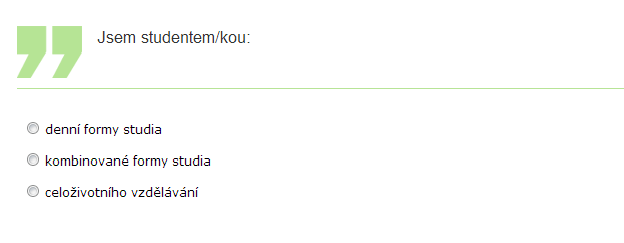 Jsem studentem/kou:
denní formy studia
kombinované formy studia
celoživotního vzdělávání